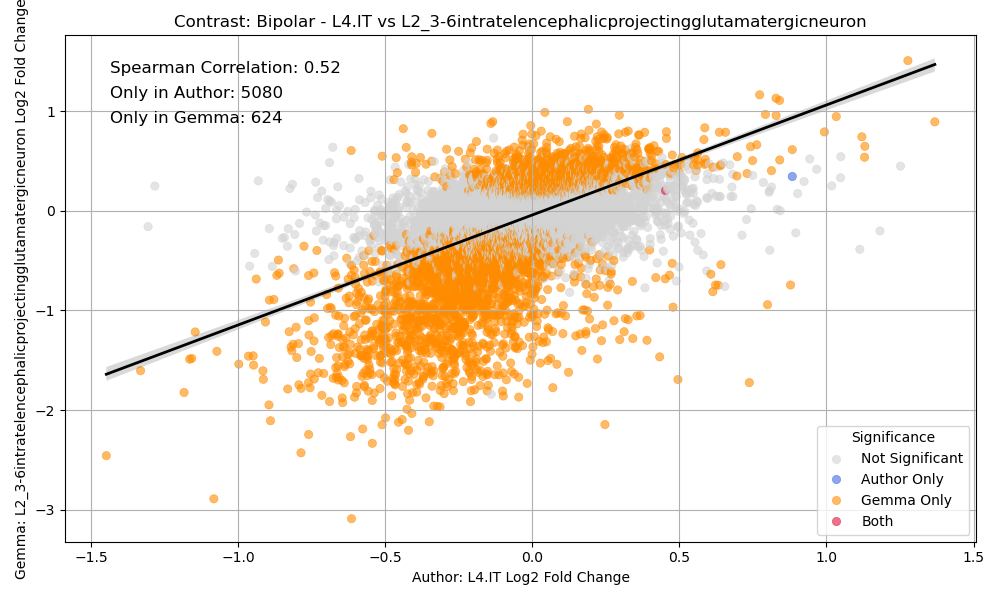 Contrast: Bipolar - L4.IT vs L2_3-6intratelencephalicprojectingglutamatergicneuron
Gemma: L2_3-6intratelencephalicprojectingglutamatergicneuron Log2 Fold Change
Spearman Correlation: 0.52
Only in Author: 5080
Only in Gemma: 624
1
0
−1
−2
−3
Significance
Not Significant
Author Only
Gemma Only
Both
−1.5 −1.0 −0.5 0.0 0.5 1.0 1.5
Author: L4.IT Log2 Fold Change